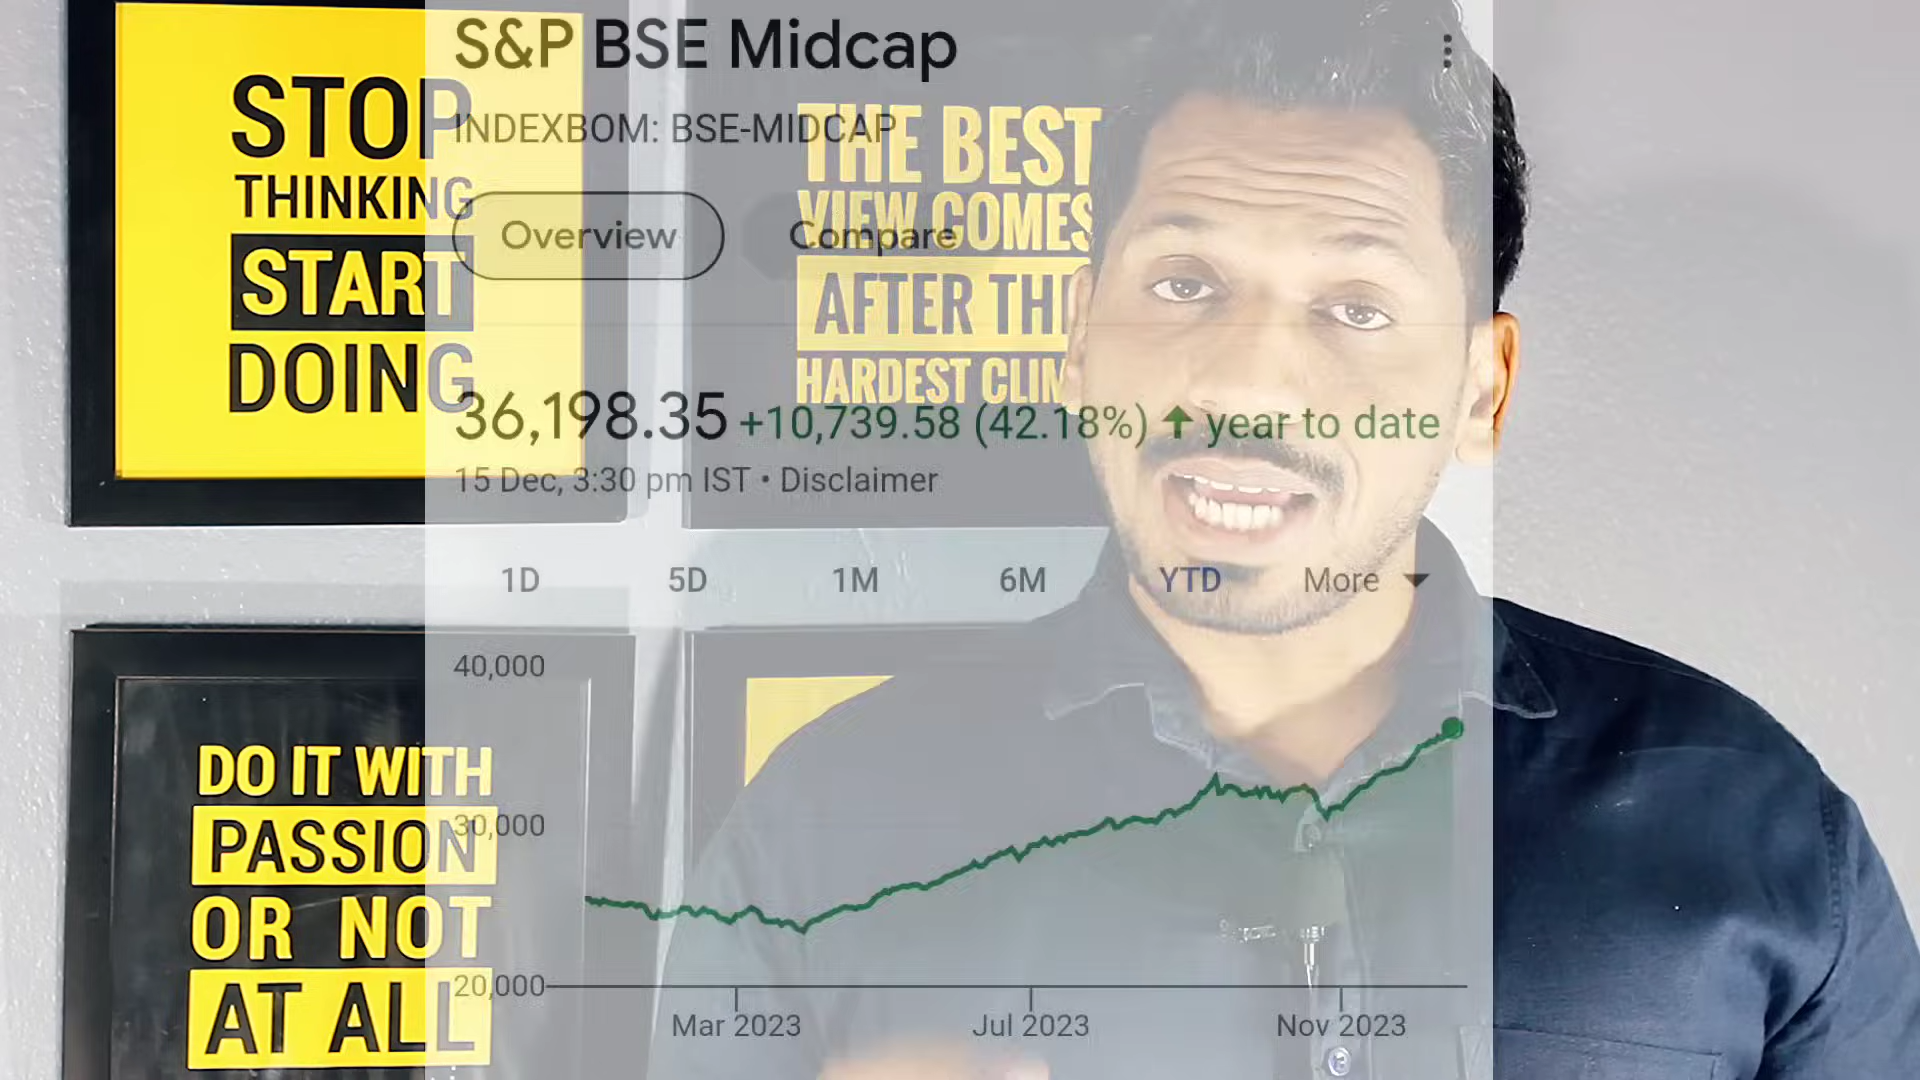 S&P BSE Midcap
INDEXBOM: BSE-MIDCAP
Overview
Compare
36,198.35 +10,739.58 (42.18%) ↑ year to date
15 Dec, 3:30 pm IST • Disclaimer
1D 5D 1M 6M YTD More
40,000
30,000
20,000
Mar 2023 Jul 2023 Nov 2023
STOP
THINKING
START
DOING
THE BEST
VIEW COMES
AFTER
HARDEST
DO IT WITH
PASSION
OR NOT
AT ALL